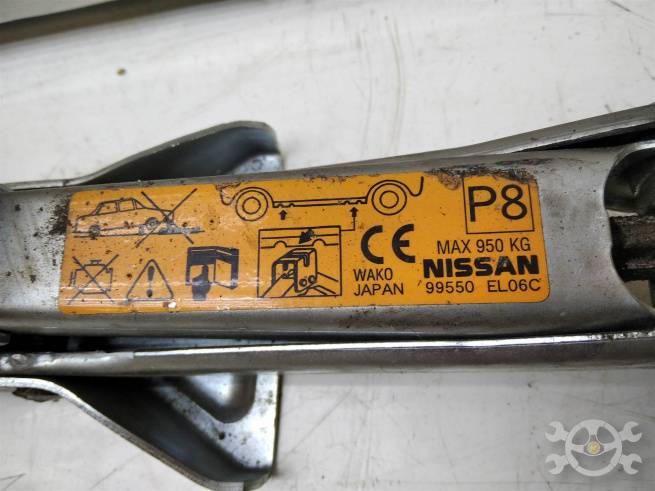 P8
MAX 950 KG
CE
WAKO
NISSAN
JAPAN
99550 EL06C